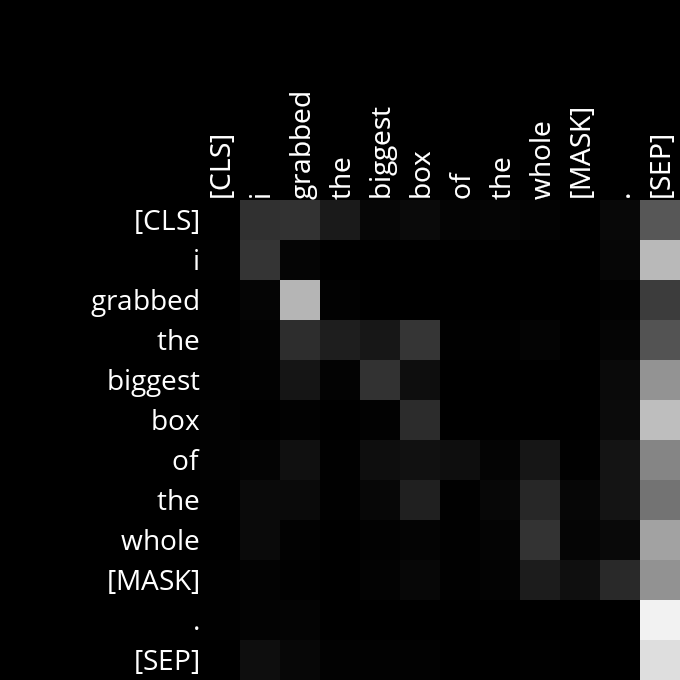 [CLS] i grabbed the biggest box of the whole [MASK] . [SEP]
[CLS]
i
grabbed
the
biggest
box
of
the
whole
[MASK]
.
[SEP]